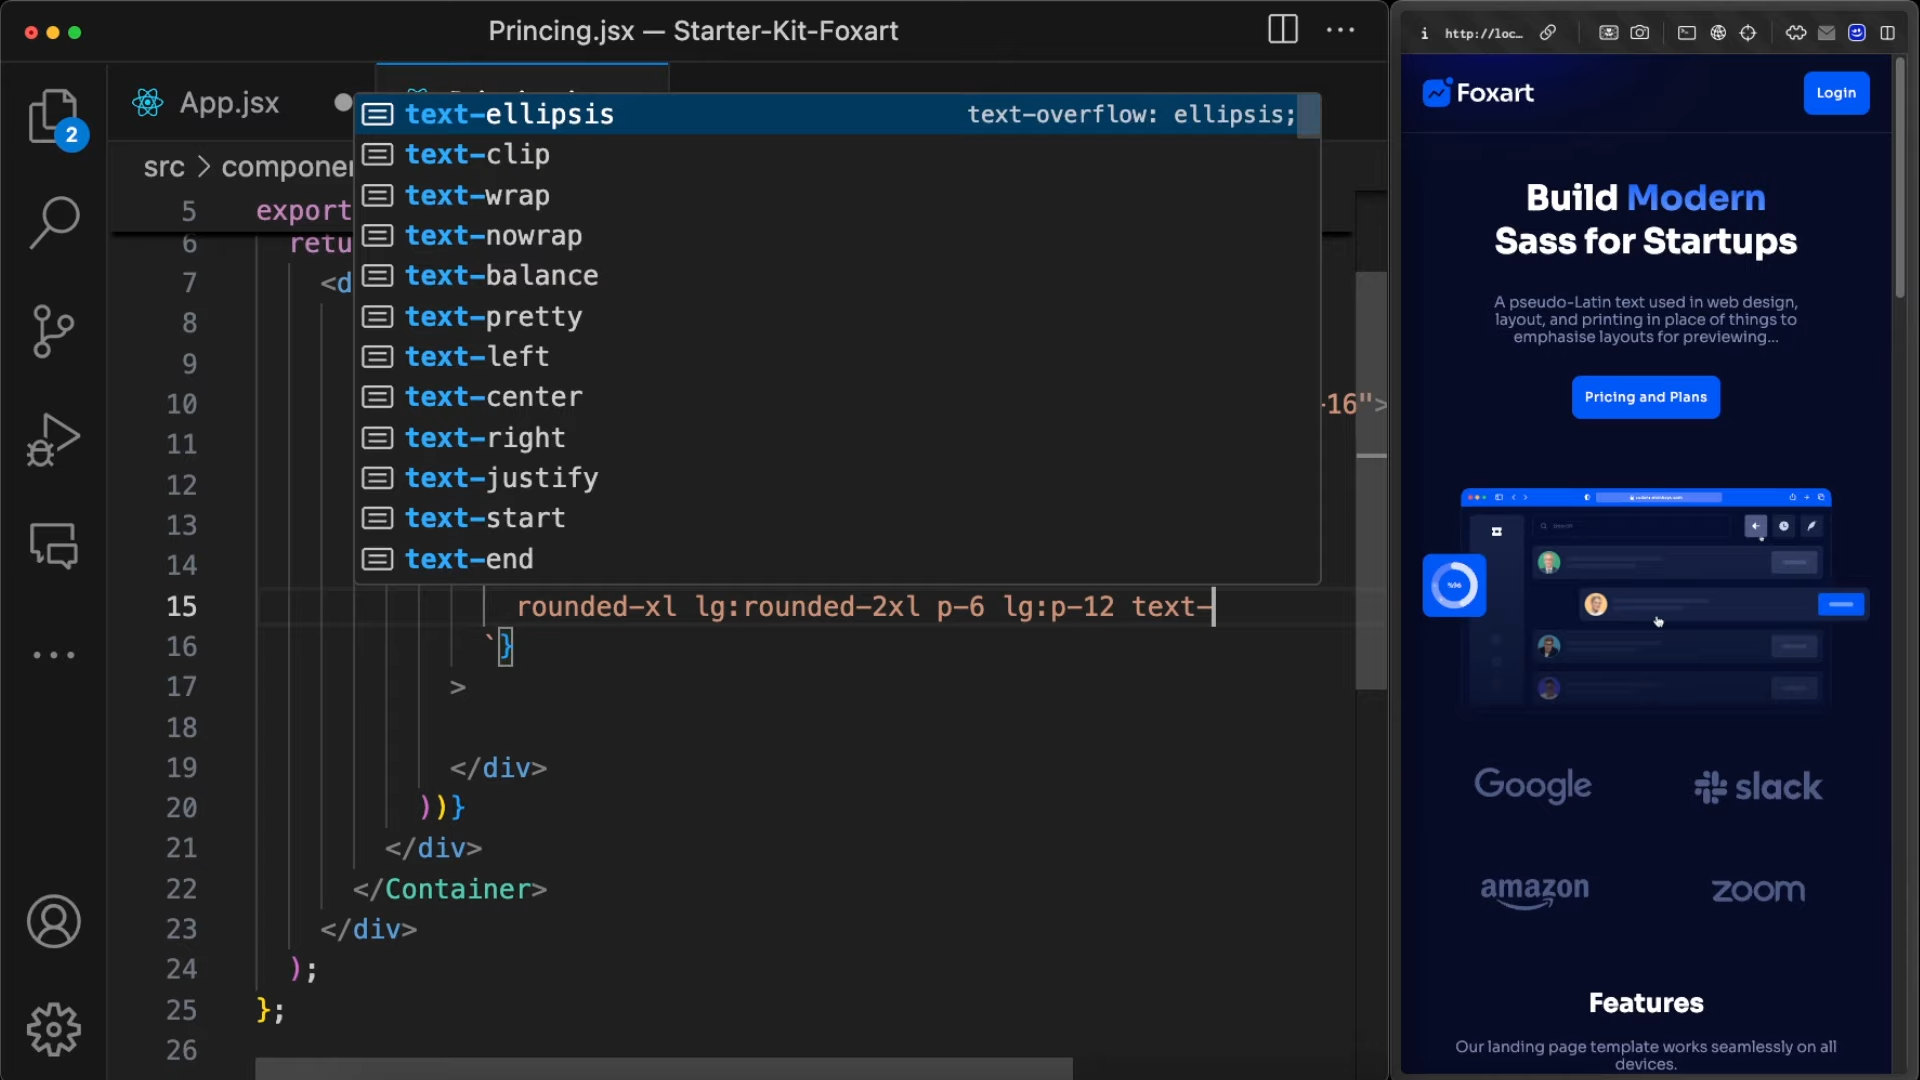 Princing.jsx — Starter-Kit-Foxart
2
App.jsx
src > componen
5 export
6 retu
7 <d
8
9
10 -16">
11
12
13
14
text-ellipsis text-overflow: ellipsis;
text-clip
text-wrap
text-nowrap
text-balance
text-pretty
text-left
text-center
text-right
text-justify
text-start
text-end
15 rounded-xl lg:rounded-2xl p-6 lg:p-12 text-
16 `}
17 >
18
19 </div>
20 ))}
21 </div>
22 </Container>
23 </div>
24 );
25 };
26
http://loc…
Foxart
Login
Build Modern
Sass for Startups
A pseudo-Latin text used in web design,
layout, and printing in place of things to
emphasise layouts for previewing...
Pricing and Plans
Search
%96
Google
slack
amazon
zoom
Features
Our landing page template works seamlessly on all
devices.